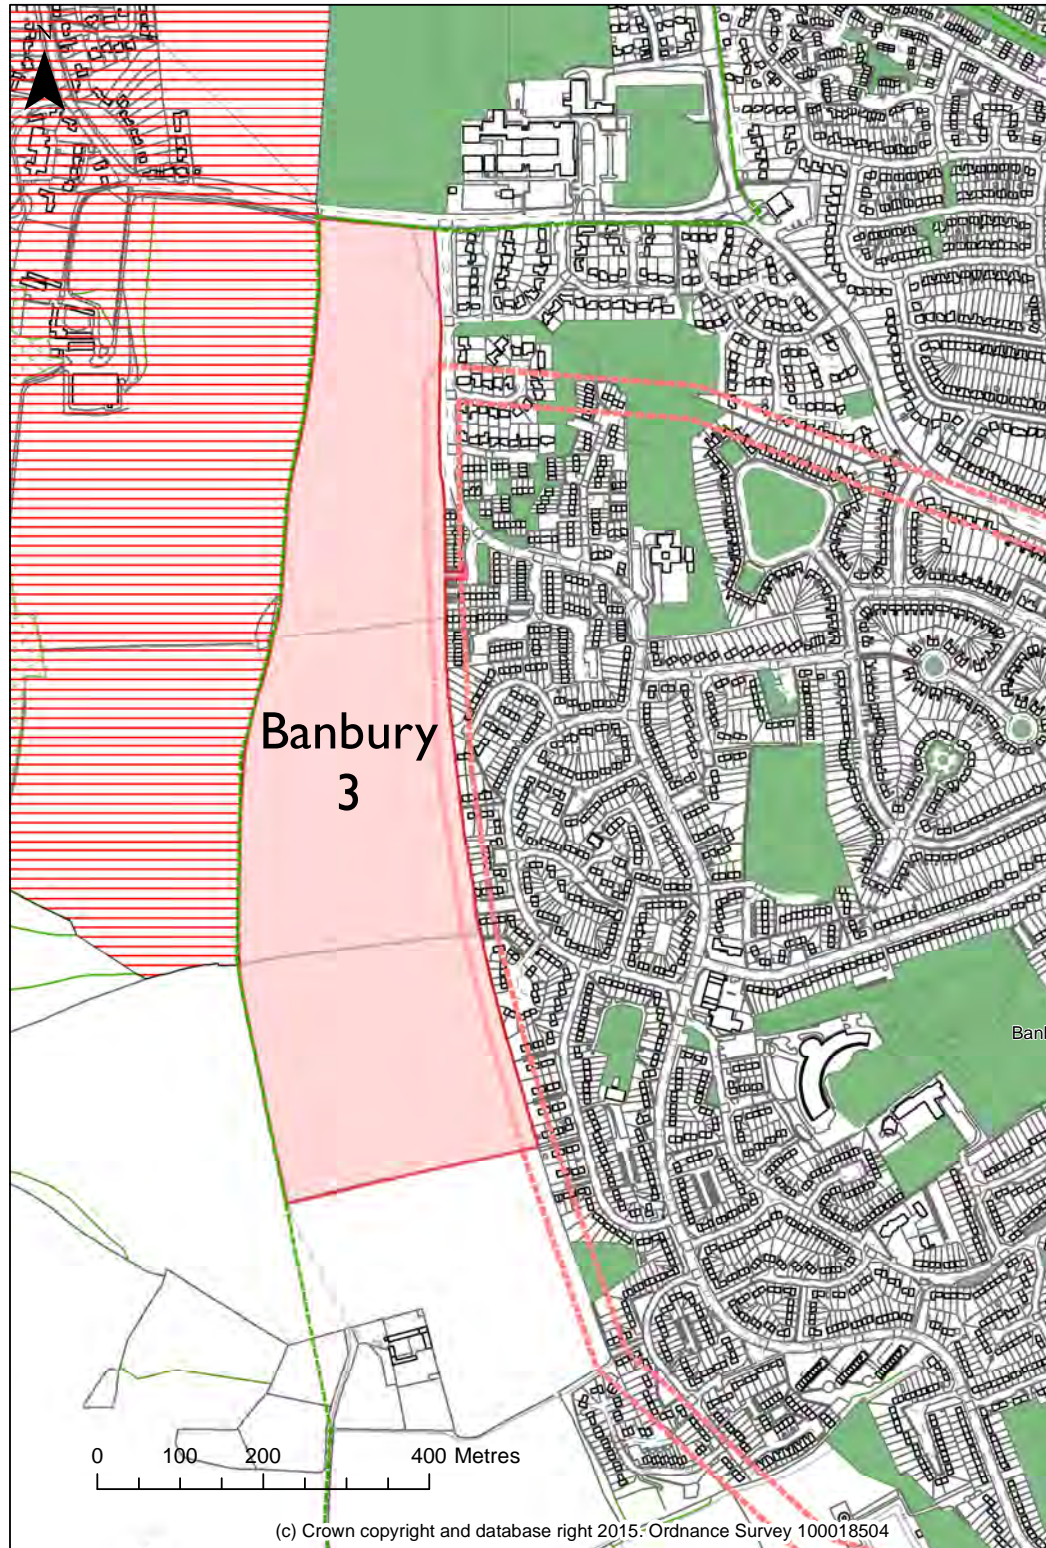 N
Banbury
3
Banl
0 100 200 400 Metres
(c) Crown copyright and database right 2015. Ordnance Survey 100018504